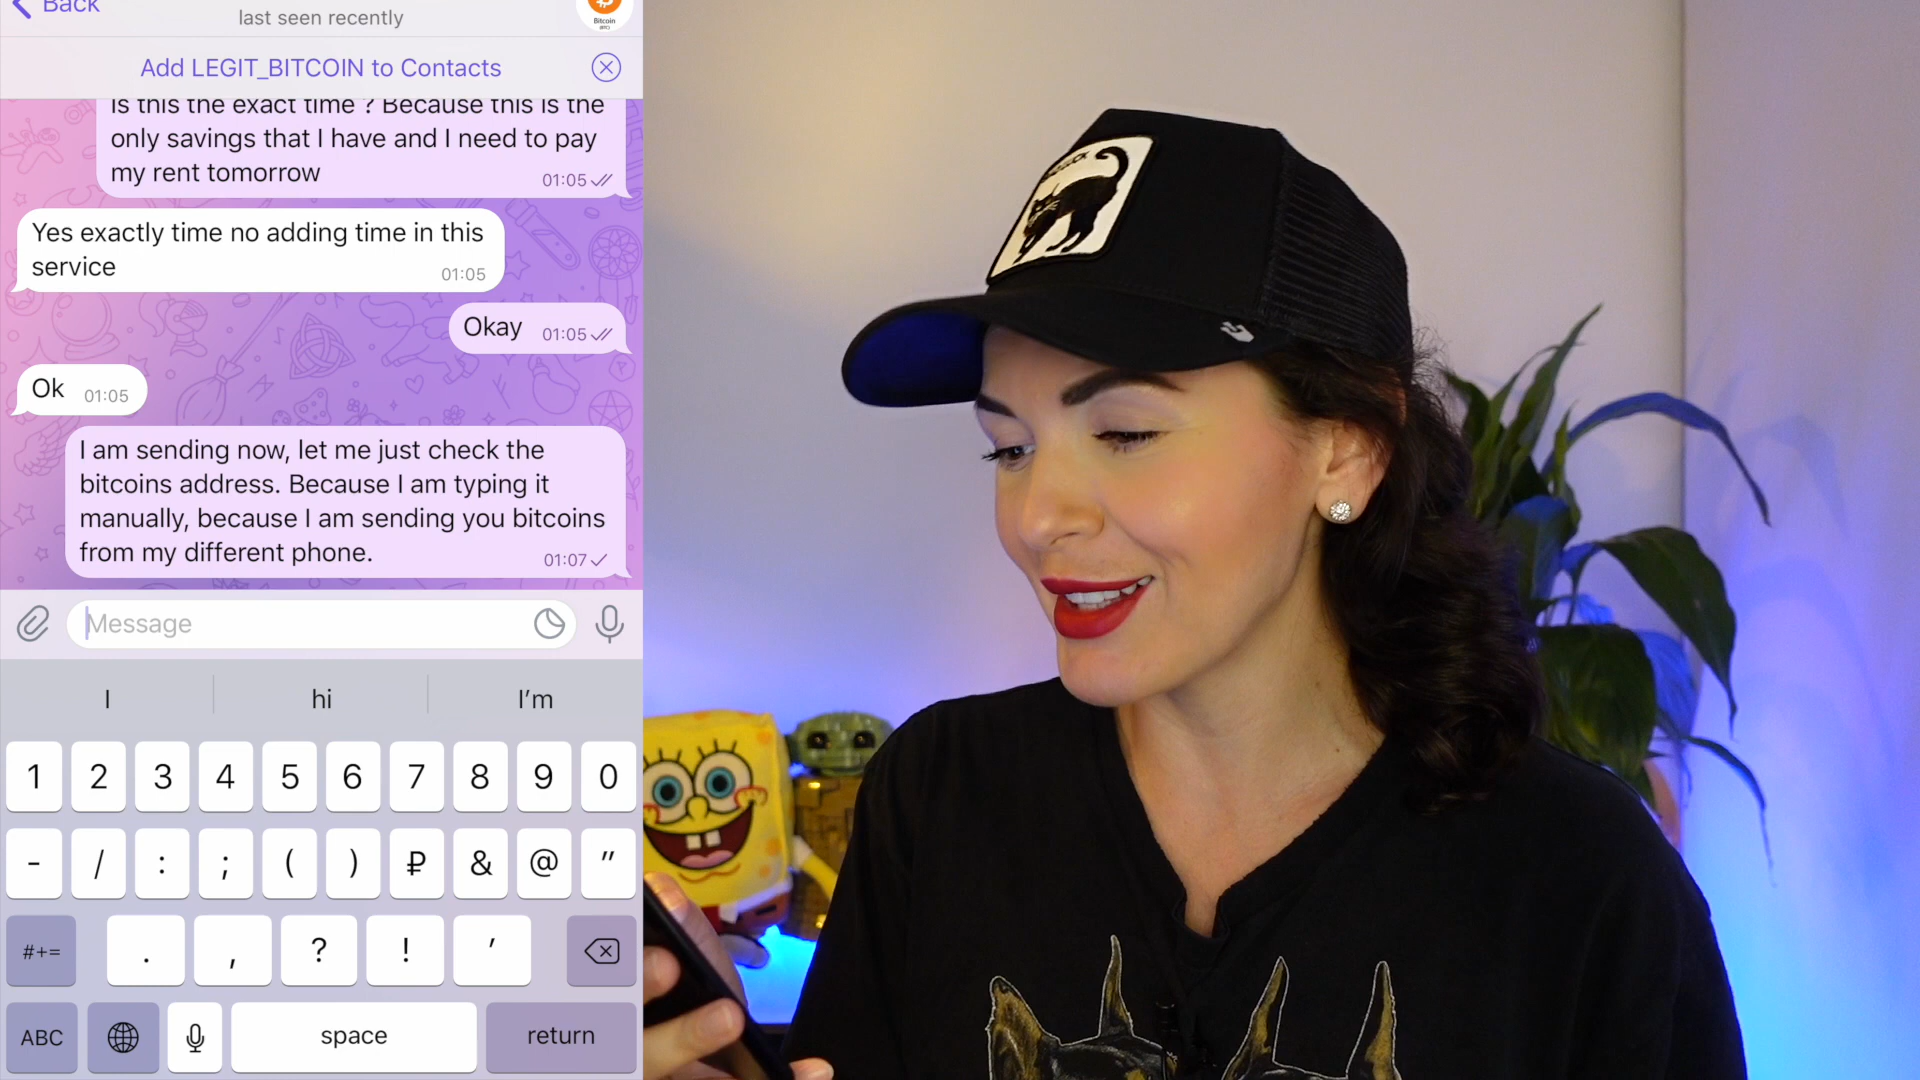 Back
last seen recently
Bitcoin
Add LEGIT_BITCOIN to Contacts
Is this the exact time ? Because this is the
only savings that I have and I need to pay
my rent tomorrow
01:05
Yes exactly time no adding time in this
service
01:05
Okay 01:05
Ok 01:05
I am sending now, let me just check the
bitcoins address. Because I am typing it
manually, because I am sending you bitcoins
from my different phone.
01:07
Message
I hi I'm
1 2 3 4 5 6 7 8 9 0
- / : ; ( ) ₽ & @ "
#+= . , ? ! '
ABC space return